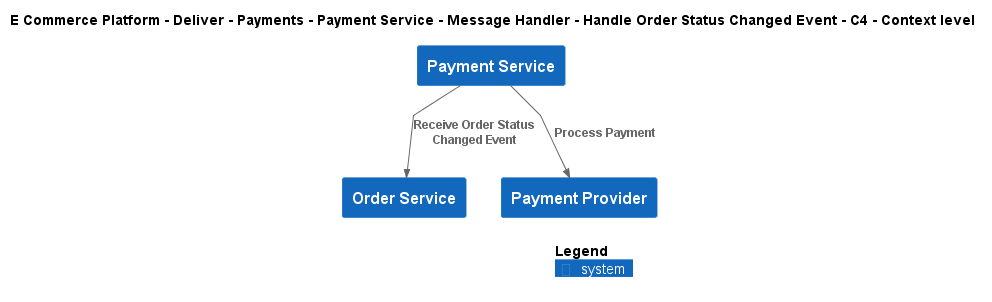 E Commerce Platform - Deliver - Payments - Payment Service - Message Handler - Handle Order Status Changed Event - C4 - Context level
Payment Service
Receive Order Status
Changed Event
Process Payment
Order Service
Payment Provider
Legend
system